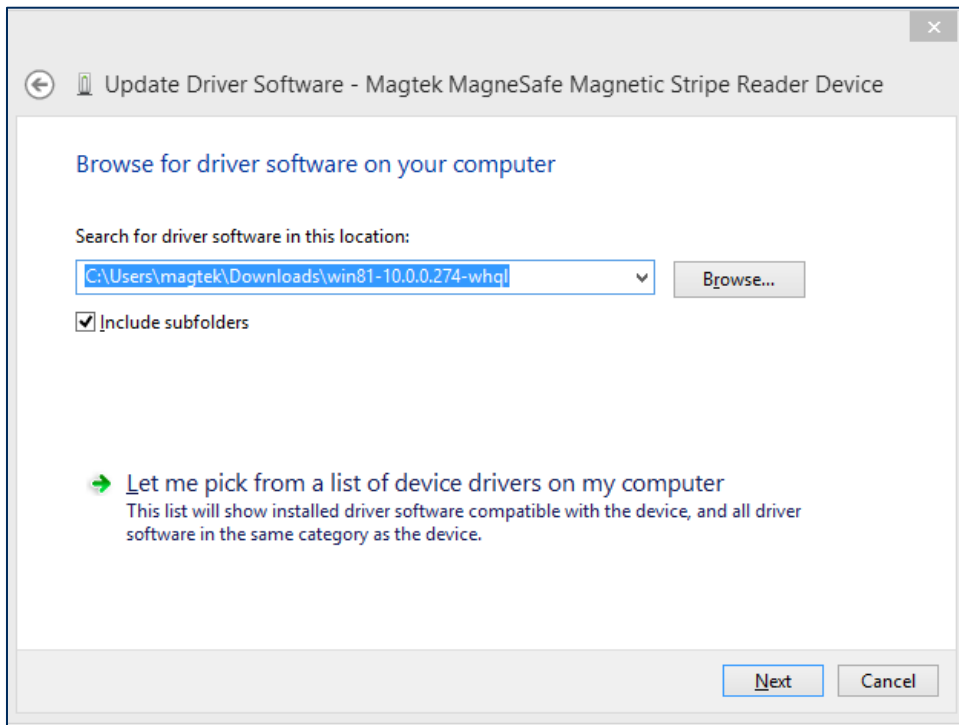 Update Driver Software - Magtek MagneSafe Magnetic Stripe Reader Device
Browse for driver software on your computer
Search for driver software in this location:
C:\Users\magtek\Downloads\win81-10.0.0.274-whql
Browse...
Include subfolders
Let me pick from a list of device drivers on my computer
This list will show installed driver software compatible with the device, and all driver
software in the same category as the device.
Next
Cancel